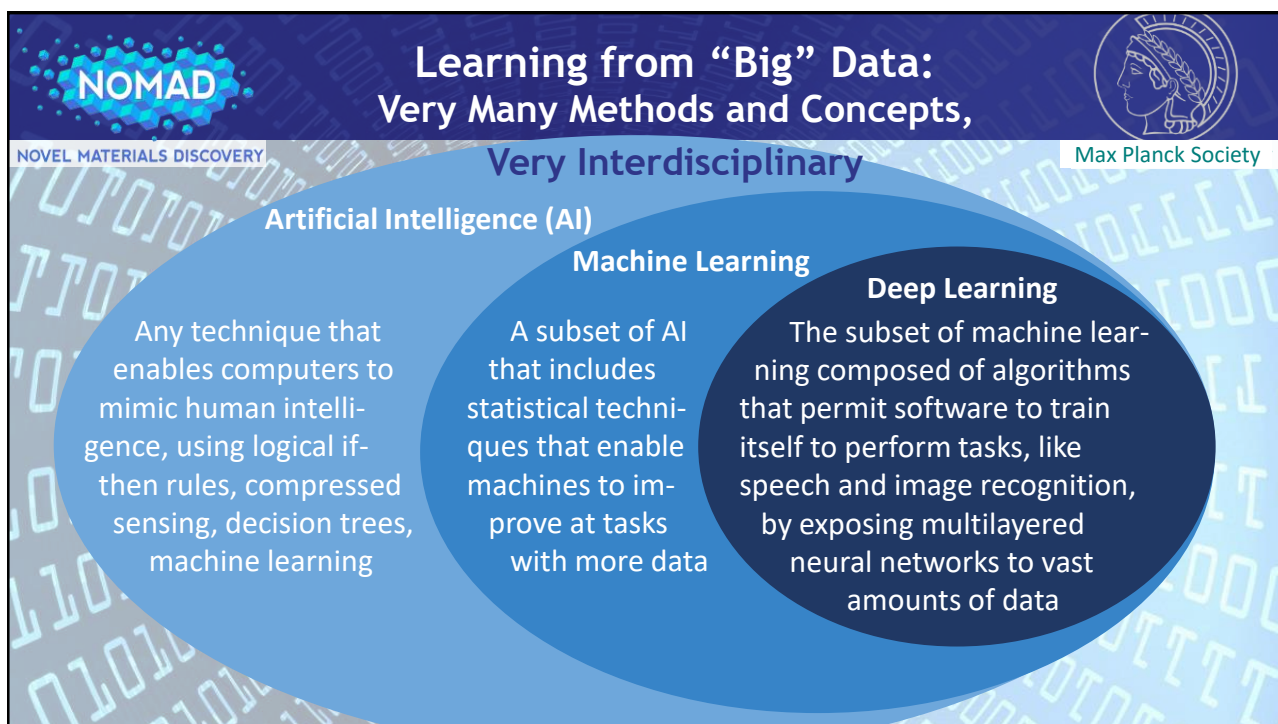 NOMAD
NOVEL MATERIALS DISCOVERY
Learning from “Big” Data:
Very Many Methods and Concepts,
Very Interdisciplinary
Max Planck Society
Artificial Intelligence (AI)
Any technique that
enables computers to
mimic human intelli-
gence, using logical if-
then rules, compressed
sensing, decision trees,
machine learning
Machine Learning
A subset of AI
that includes
statistical techni-
ques that enable
machines to im-
prove at tasks
with more data
Deep Learning
The subset of machine lear-
ning composed of algorithms
that permit software to train
itself to perform tasks, like
speech and image recognition,
by exposing multilayered
neural networks to vast
amounts of data